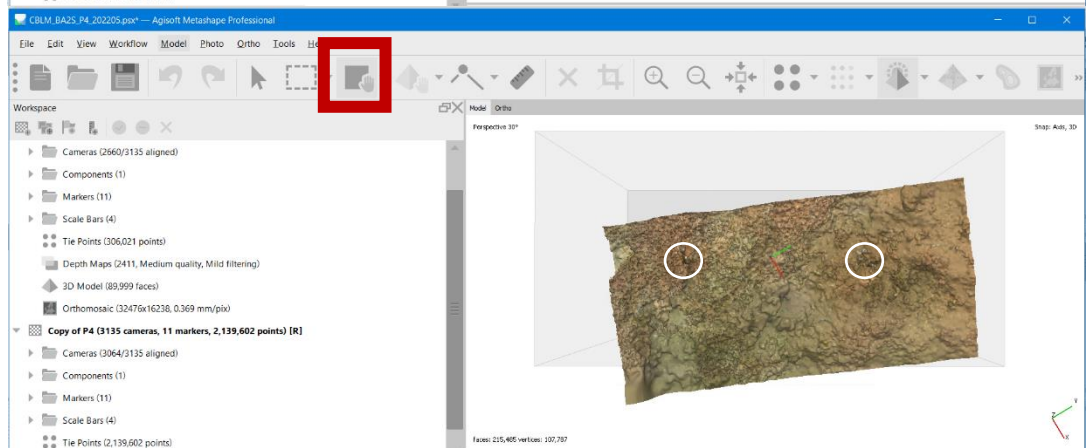 CBLM_BA2S_P4_202205.psx* — Agisoft Metashape Professional
File Edit View Workflow Model Photo Ortho Tools
Workspace
Model Ortho
Perspective 30°
Snap: Axis, 3D
Cameras (2660/3135 aligned)
Components (1)
Markers (11)
Scale Bars (4)
Tie Points (306,021 points)
Depth Maps (2411, Medium quality, Mild filtering)
3D Model (89,999 faces)
Orthomosaic (32476x16238, 0.369 mm/pix)
Copy of P4 (3135 cameras, 11 markers, 2,139,602 points) [R]
Cameras (3064/3135 aligned)
Components (1)
Markers (11)
Scale Bars (4)
Tie Points (2,139,602 points)
Faces: 215,485 vertices: 107,787
Y
Z
X